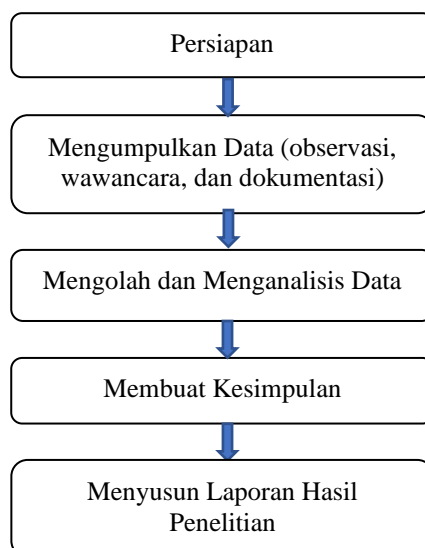 Persiapan
Mengumpulkan Data (observasi,
wawancara, dan dokumentasi)
Mengolah dan Menganalisis Data
Membuat Kesimpulan
Menyusun Laporan Hasil
Penelitian